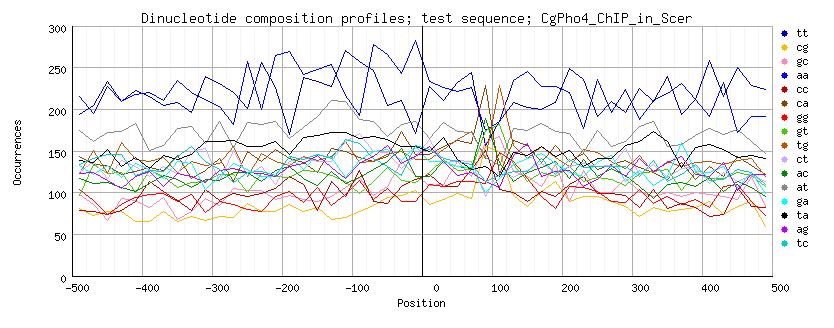 Dinucleotide composition profiles; test sequence; CgPho4_ChIP_in_Scer
300
250
200
150
100
50
0
Occurrences
-500 -400 -300 -200 -100 0 100 200 300 400 500
Position
tt
cg
gc
aa
cc
ca
gg
gt
tg
ct
ac
at
ga
ta
ag
tc